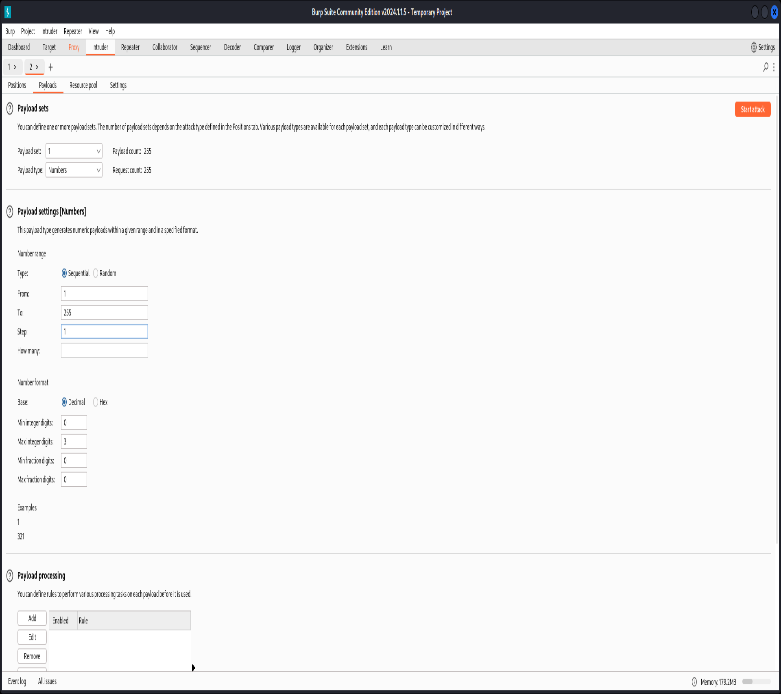 Burp Suite Community Edition v2024.1.1.5 - Temporary Project
Burp Project Intruder Repeater View Help
Dashboard Target Proxy Intruder Repeater Collaborator Sequencer Decoder Comparer Logger Organizer Extensions Learn Settings
1 2 +
Positions Payloads Resource pool Settings
Payload sets
Start attack
You can define one or more payload sets. The number of payload sets depends on the attack type defined in the Positions tab. Various payload types are available for each payload set, and each payload type can be customized in different ways.
Payload set: 1 Payload count: 255
Payload type: Numbers Request count: 255
Payload settings [Numbers]
This payload type generates numeric payloads within a given range and in a specified format.
Number range
Type: Sequential Random
From: 1
To: 255
Step: 1
How many:
Number format
Base: Decimal Hex
Min integer digits: 0
Max integer digits: 3
Min fraction digits: 0
Max fraction digits: 0
Examples
1
321
Payload processing
You can define rules to perform various processing tasks on each payload before it is used.
Add Enabled Rule
Edit
Remove
Event log All issues Memory: 178.2MB